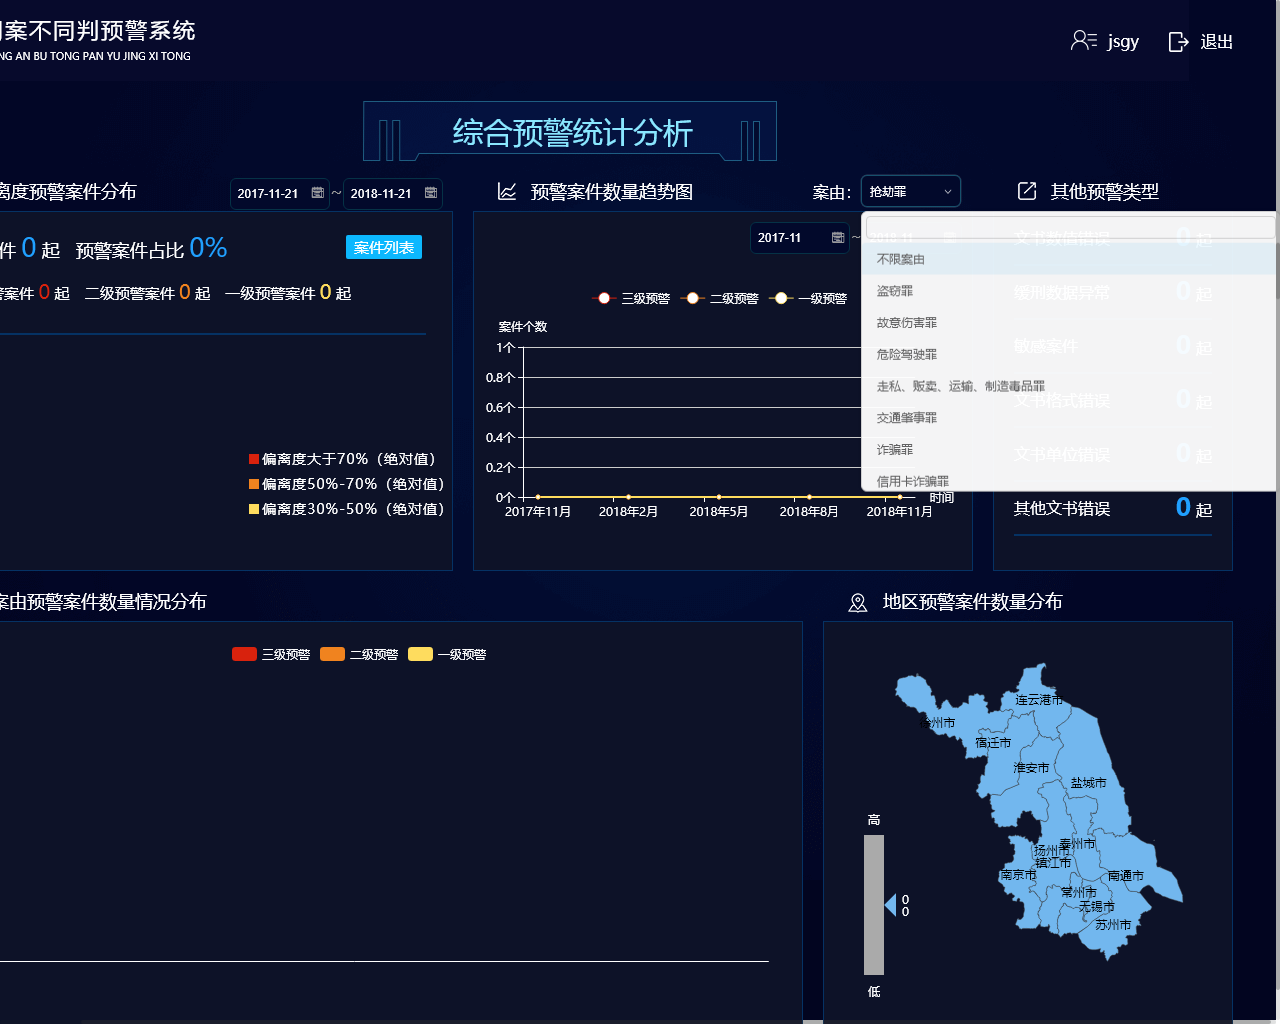 案不同判预警系统
NG AN BU TONG PAN YU JING XI TONG
jsgy
退出
综合预警统计分析
离度预警案件分布
2017-11-21 ~ 2018-11-21
预警案件数量趋势图
案由：
抢劫罪
其他预警类型
件 0 起 预警案件占比 0%
案件列表
警案件 0 起 二级预警案件 0 起 一级预警案件 0 起
偏离度大于70%（绝对值）
偏离度50%-70%（绝对值）
偏离度30%-50%（绝对值）
2017-11 ~ 2018-11
三级预警 二级预警 一级预警
案件个数
1个
0.8个
0.6个
0.4个
0.2个
0个
时间
2017年11月 2018年2月 2018年5月 2018年8月 2018年11月
不限案由
盗窃罪
故意伤害罪
危险驾驶罪
走私、贩卖、运输、制造毒品罪
交通肇事罪
诈骗罪
信用卡诈骗罪
文书数值错误 0 起
缓刑数据异常 0 起
敏感案件 0 起
文书格式错误 0 起
文书单位错误 0 起
其他文书错误 0 起
案由预警案件数量情况分布
三级预警 二级预警 一级预警
地区预警案件数量分布
连云港市
徐州市
宿迁市
淮安市
盐城市
泰州市
扬州市
镇江市
南京市
南通市
常州市
无锡市
苏州市
高
0
0
低